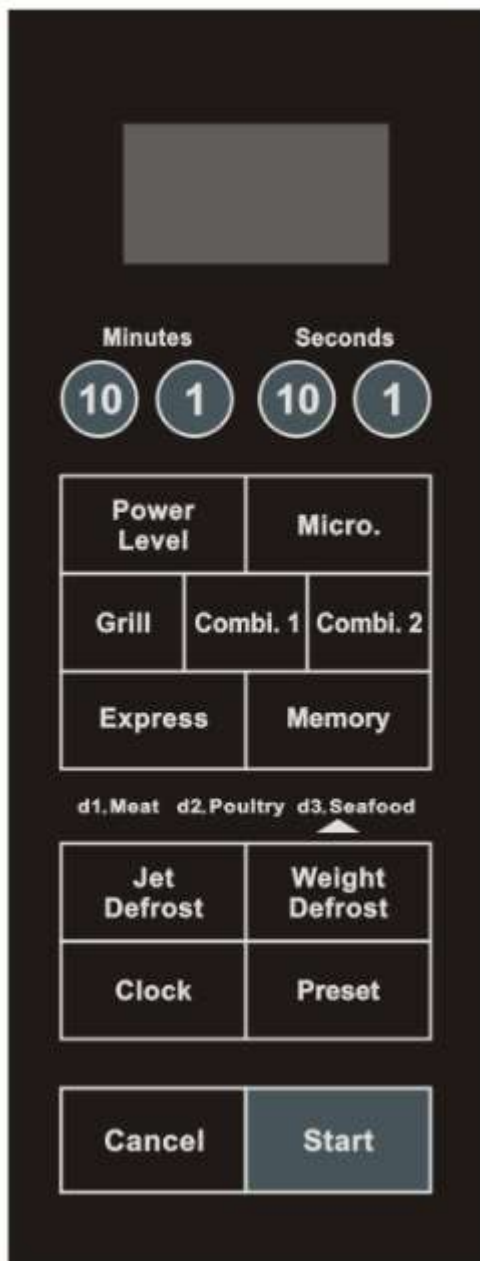 Minutes Seconds
10 1 10 1
Power
Level
Micro.
Grill Combi. 1 Combi. 2
Express Memory
d1.Meat d2.Poultry d3.Seafood
Jet
Defrost
Weight
Defrost
Clock Preset
Cancel Start